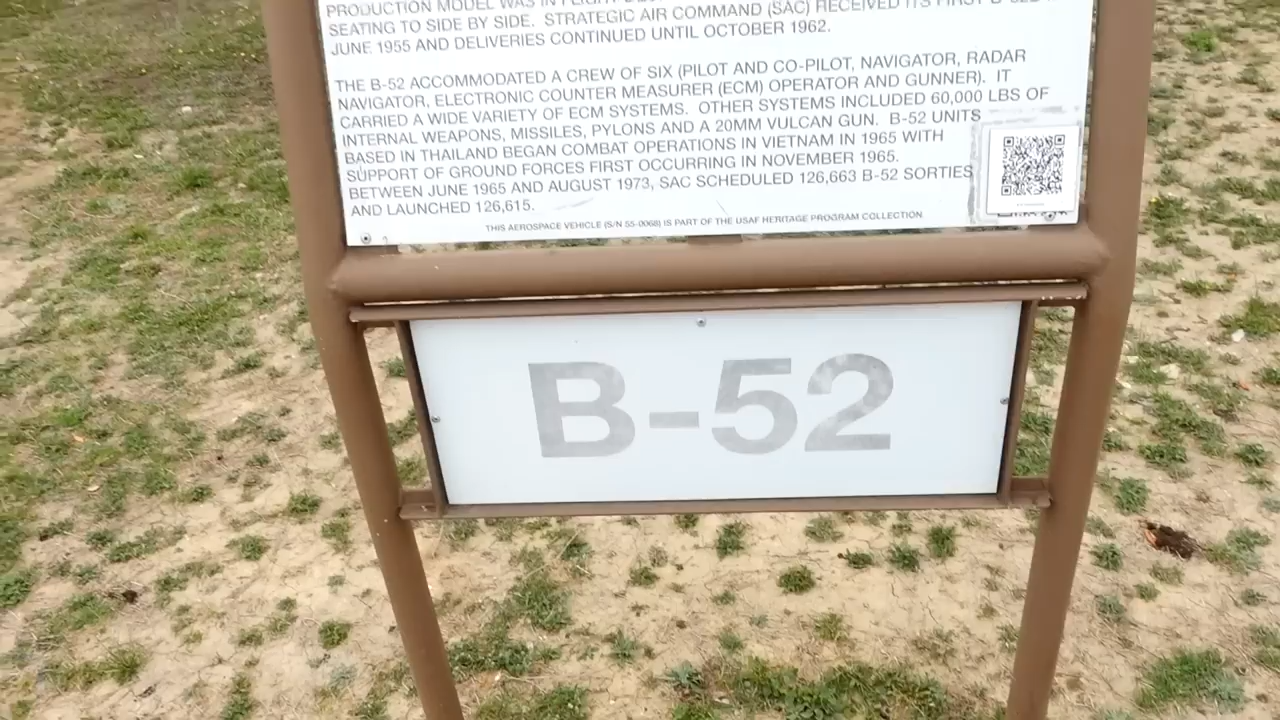 PRODUCTION MODEL WAS IN FLIGHT
SEATING TO SIDE BY SIDE. STRATEGIC AIR COMMAND (SAC) RECEIVED ITS FIRST B-52D
JUNE 1955 AND DELIVERIES CONTINUED UNTIL OCTOBER 1962.
THE B-52 ACCOMMODATED A CREW OF SIX (PILOT AND CO-PILOT, NAVIGATOR, RADAR
NAVIGATOR, ELECTRONIC COUNTER MEASURER (ECM) OPERATOR AND GUNNER). IT
CARRIED A WIDE VARIETY OF ECM SYSTEMS. OTHER SYSTEMS INCLUDED 60,000 LBS OF
INTERNAL WEAPONS, MISSILES, PYLONS AND A 20MM VULCAN GUN. B-52 UNITS
BASED IN THAILAND BEGAN COMBAT OPERATIONS IN VIETNAM IN 1965 WITH
SUPPORT OF GROUND FORCES FIRST OCCURRING IN NOVEMBER 1965.
BETWEEN JUNE 1965 AND AUGUST 1973, SAC SCHEDULED 126,663 B-52 SORTIES
AND LAUNCHED 126,615.
THIS AEROSPACE VEHICLE (S/N 55-0068) IS PART OF THE USAF HERITAGE PROGRAM COLLECTION
B-52